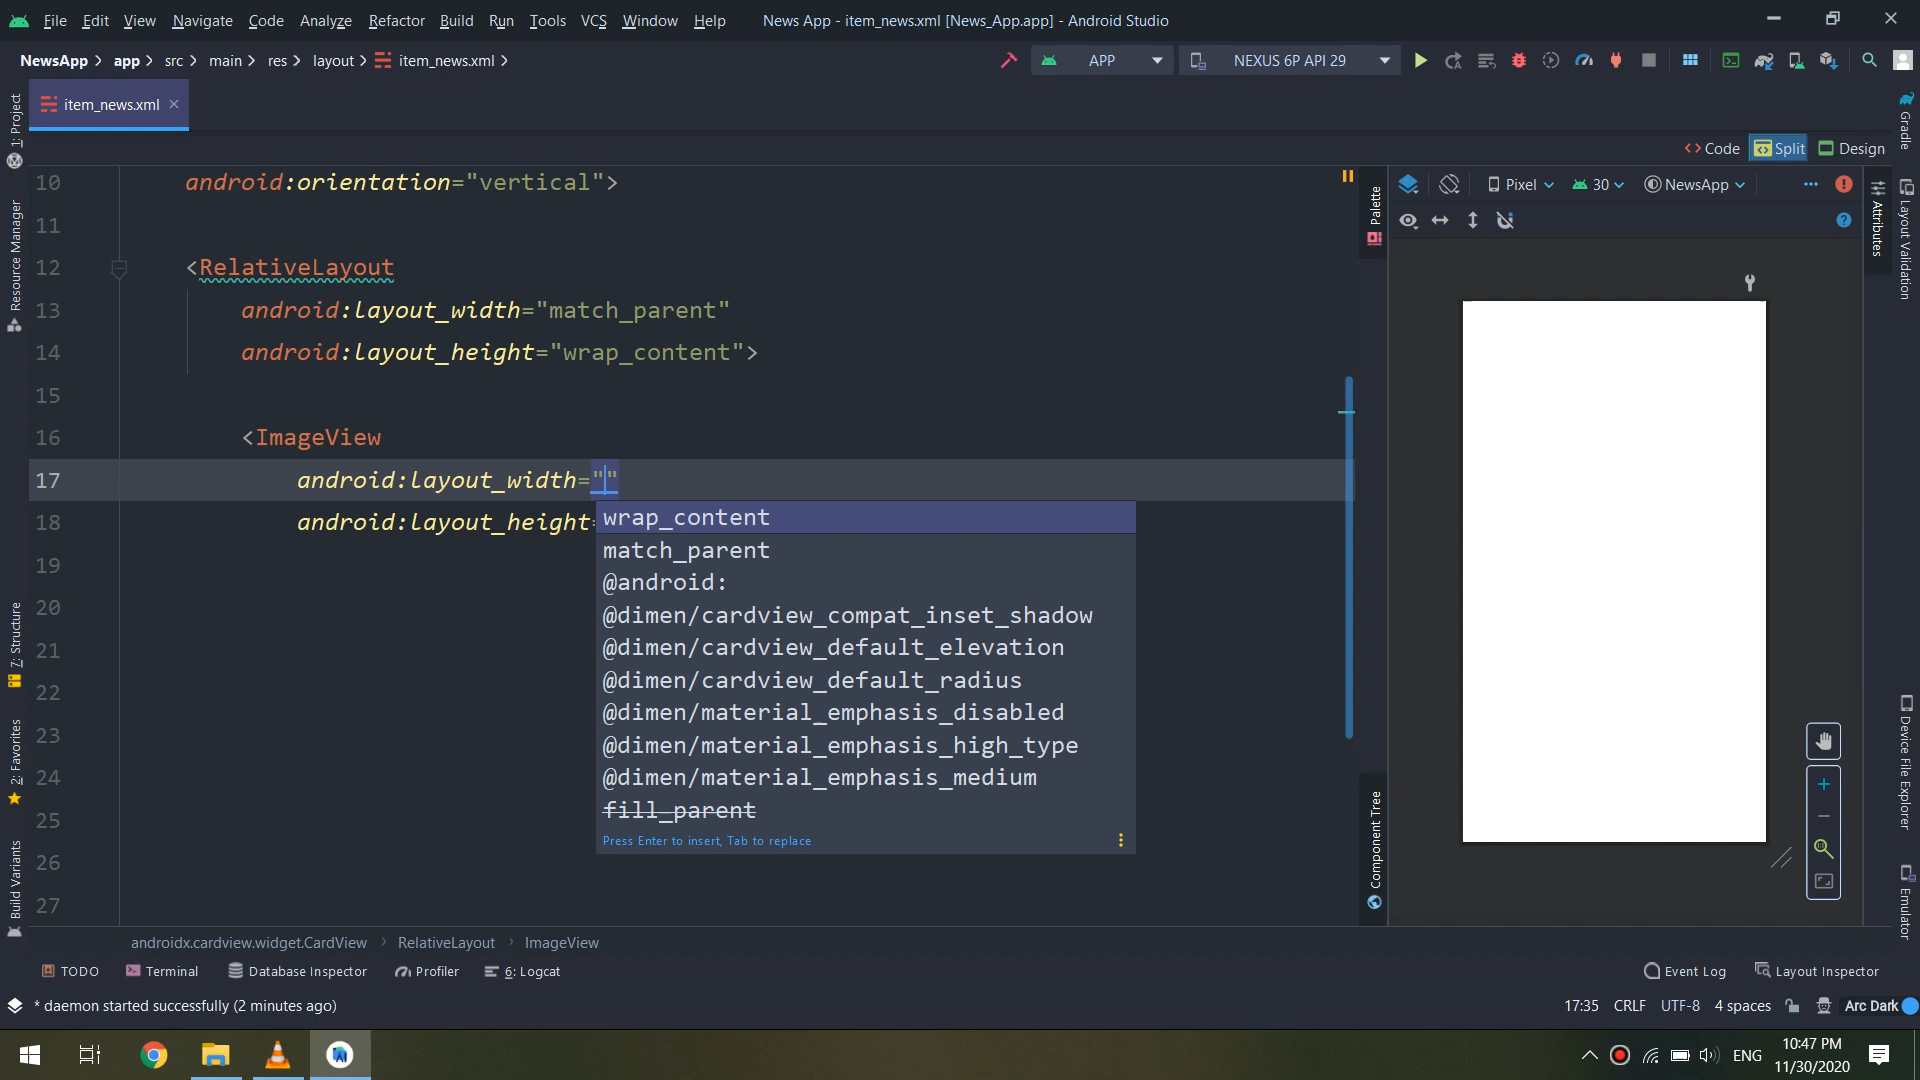 File Edit View Navigate Code Analyze Refactor Build Run Tools VCS Window Help News App - item_news.xml [News_App.app] - Android Studio
NewsApp app src main res layout item_news.xml APP NEXUS 6P API 29
item_news.xml
Code Split Design
Pixel 30 NewsApp
10 android:orientation="vertical">
11
12 <RelativeLayout
13 android:layout_width="match_parent"
14 android:layout_height="wrap_content">
15
16 <ImageView
17 android:layout_width=""
18 android:layout_height=
19
20
21
22
23
24
25
26
27
wrap_content
match_parent
@android:
@dimen/cardview_compat_inset_shadow
@dimen/cardview_default_elevation
@dimen/cardview_default_radius
@dimen/material_emphasis_disabled
@dimen/material_emphasis_high_type
@dimen/material_emphasis_medium
fill_parent
Press Enter to insert, Tab to replace
1: Project
Resource Manager
7: Structure
2: Favorites
Build Variants
Palette
Component Tree
Attributes
Gradle
Layout Validation
Device File Explorer
Emulator
androidx.cardview.widget.CardView RelativeLayout ImageView
TODO Terminal Database Inspector Profiler 6: Logcat Event Log Layout Inspector
* daemon started successfully (2 minutes ago) 17:35 CRLF UTF-8 4 spaces Arc Dark
ENG 10:47 PM
11/30/2020